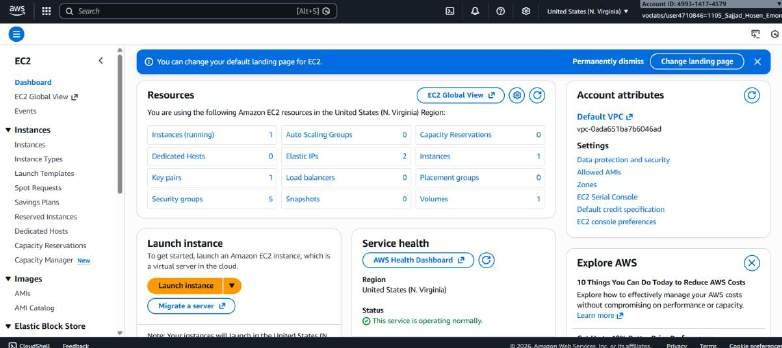 aws
Search [Alt+S]
United States (N. Virginia)
Account ID: 4993-1417-4579
voclabs/user4710846=1105_Sajjad_Hosen_Emon
EC2
Dashboard
EC2 Global View
Events
Instances
Instances
Instance Types
Launch Templates
Spot Requests
Savings Plans
Reserved Instances
Dedicated Hosts
Capacity Reservations
Capacity Manager New
Images
AMIs
AMI Catalog
Elastic Block Store
You can change your default landing page for EC2.
Permanently dismiss
Change landing page
Resources
EC2 Global View
You are using the following Amazon EC2 resources in the United States (N. Virginia) Region:
Instances (running) 1
Auto Scaling Groups 0
Capacity Reservations 0
Dedicated Hosts 0
Elastic IPs 2
Instances 1
Key pairs 1
Load balancers 0
Placement groups 0
Security groups 5
Snapshots 0
Volumes 1
Launch instance
To get started, launch an Amazon EC2 instance, which is
a virtual server in the cloud.
Launch instance
Migrate a server
Note: Your instances will launch in the United States (N.
Service health
AWS Health Dashboard
Region
United States (N. Virginia)
Status
This service is operating normally.
Account attributes
Default VPC
vpc-0ada651ba7b6046ad
Settings
Data protection and security
Allowed AMIs
Zones
EC2 Serial Console
Default credit specification
EC2 console preferences
Explore AWS
10 Things You Can Do Today to Reduce AWS Costs
Explore how to effectively manage your AWS costs
without compromising on performance or capacity.
Learn more
CloudShell
Feedback
© 2026, Amazon Web Services, Inc. or its affiliates.
Privacy
Terms
Cookie preferences